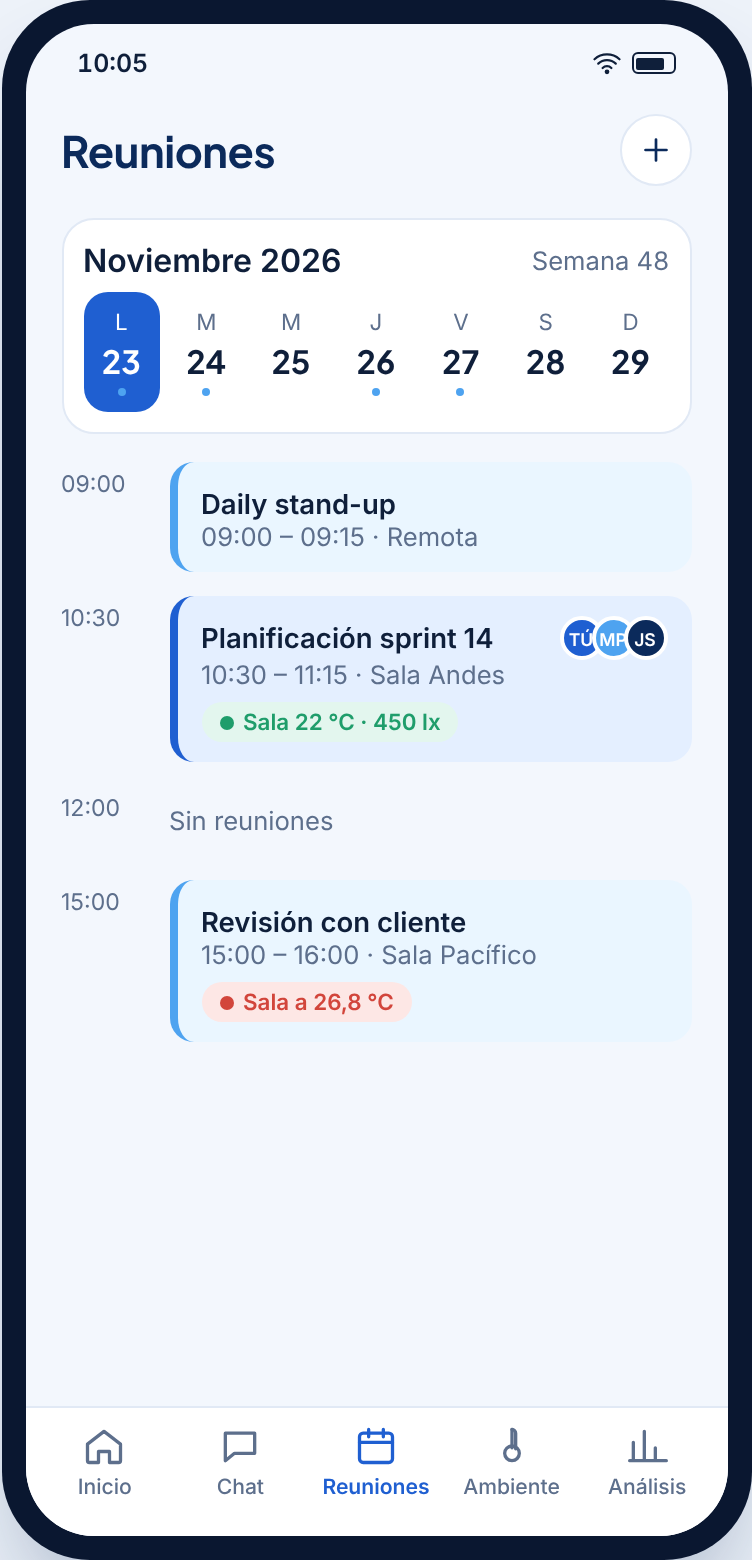 10:05
Reuniones
Noviembre 2026 Semana 48
L M M J V S D
23 24 25 26 27 28 29
09:00
Daily stand-up
09:00 – 09:15 · Remota
10:30
Planificación sprint 14 TÚ MP JS
10:30 – 11:15 · Sala Andes
Sala 22 °C · 450 lx
12:00
Sin reuniones
15:00
Revisión con cliente
15:00 – 16:00 · Sala Pacífico
Sala a 26,8 °C
Inicio Chat Reuniones Ambiente Análisis